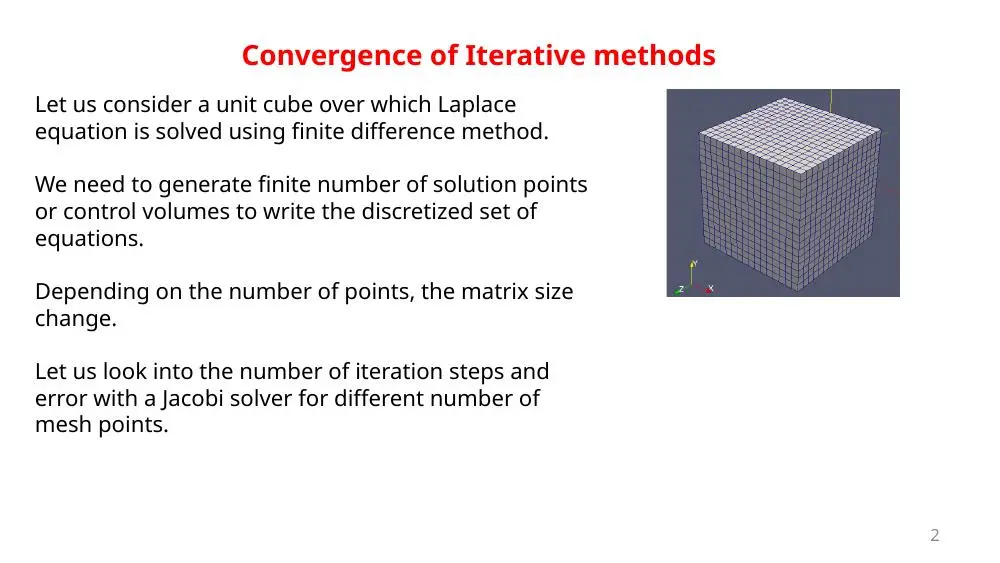 Convergence of Iterative methods
Let us consider a unit cube over which Laplace
equation is solved using finite difference method.
We need to generate finite number of solution points
or control volumes to write the discretized set of
equations.
Depending on the number of points, the matrix size
change.
Let us look into the number of iteration steps and
error with a Jacobi solver for different number of
mesh points.
Y
Z
X
2